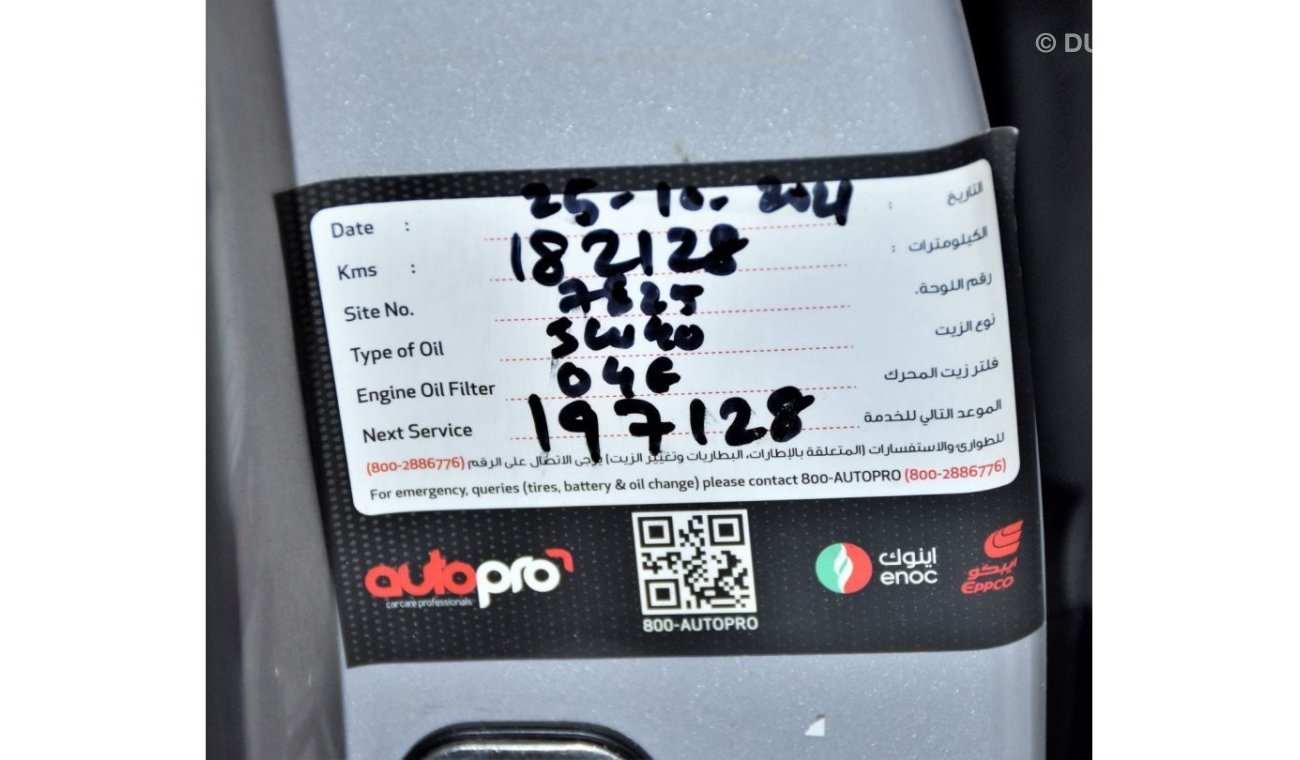 © DU
Date : 25-10-2024 : التاريخ
Kms : 182128 : الكيلومترات
Site No. رقم اللوحة.
Type of Oil 5W40 نوع الزيت
Engine Oil Filter 04E فلتر زيت المحرك
Next Service 197128 الموعد التالي للخدمة
للطوارئ والاستفسارات (المتعلقة بالإطارات، البطاريات وتغيير الزيت) يرجى الاتصال على الرقم (800-2886776)
For emergency, queries (tires, battery & oil change) please contact 800-AUTOPRO (800-2886776)
autopro
car care professionals
800-AUTOPRO
اينوك
enoc
ايبكو
EPPCO